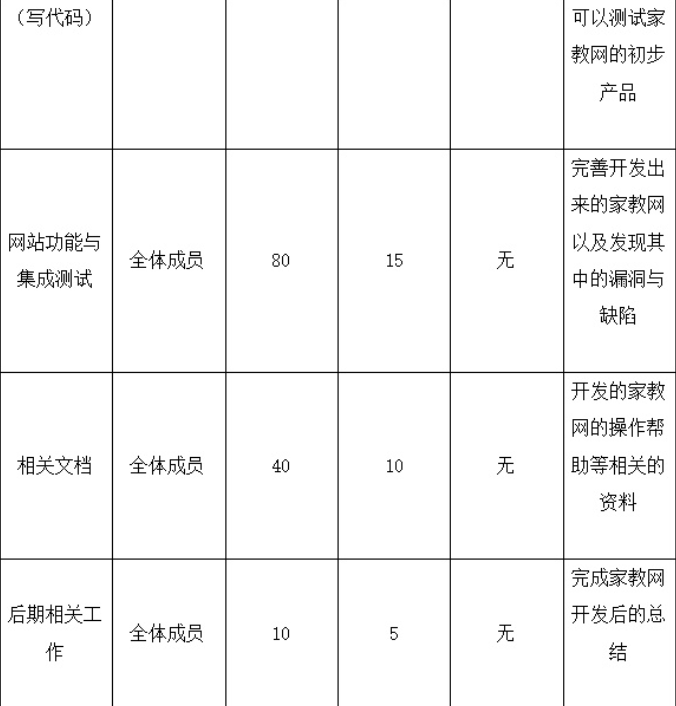 （写代码）
可以测试家
教网的初步
产品
网站功能与
集成测试
全体成员
80
15
无
完善开发出
来的家教网
以及发现其
中的漏洞与
缺陷
相关文档
全体成员
40
10
无
开发的家教
网的操作帮
助等相关的
资料
后期相关工
作
全体成员
10
5
无
完成家教网
开发后的总
结